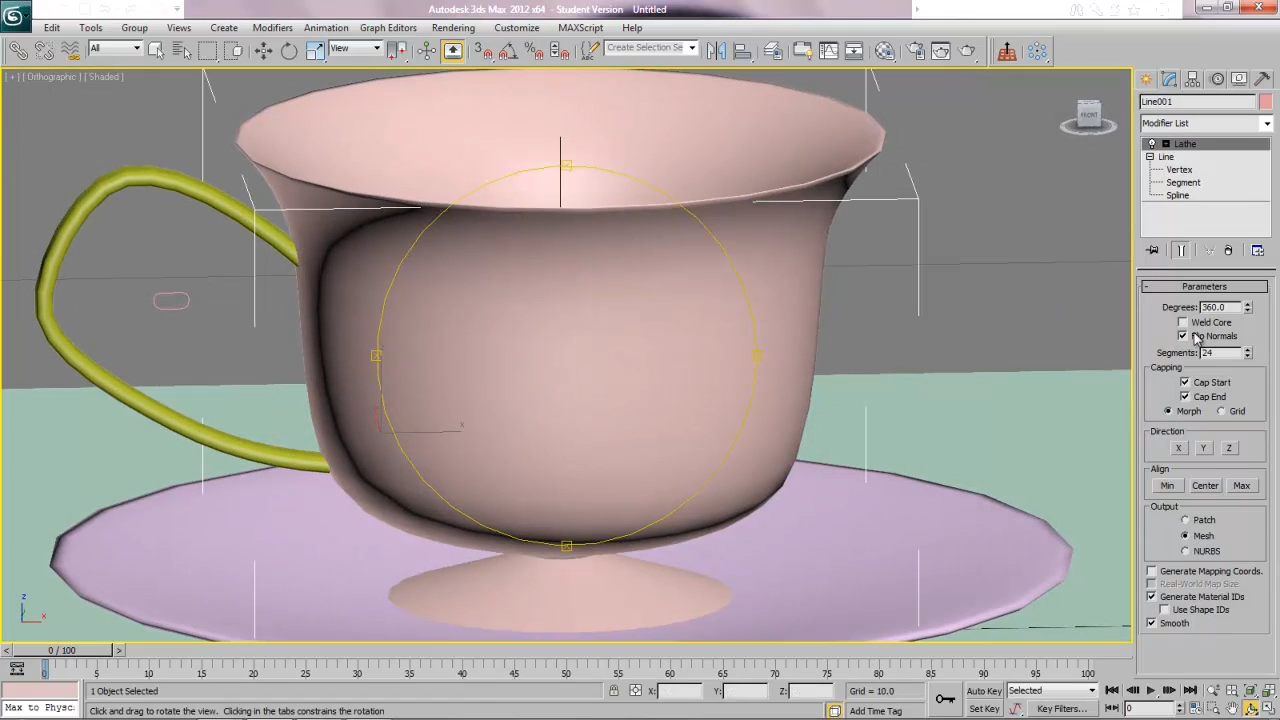 Autodesk 3ds Max 2012 x64 - Student Version Untitled
Edit Tools Group Views Create Modifiers Animation Graph Editors Rendering Customize MAXScript Help
All View Create Selection Se
[ + ] [ Orthographic ] [ Shaded ]
FRONT
Line001
Modifier List
Lathe
Line
Vertex
Segment
Spline
- Parameters
Degrees: 360.0
Weld Core
Normals
Segments: 24
Capping
Cap Start
Cap End
Morph Grid
Direction
X Y Z
Align
Min Center Max
Output
Patch
Mesh
NURBS
Generate Mapping Coords.
Real-World Map Size
Generate Material IDs
Use Shape IDs
Smooth
x
z
x
< 0 / 100 >
0 5 10 15 20 25 30 35 40 45 50 55 60 65 70 75 80 85 90 95 100
1 Object Selected X: Y: Z: Grid = 10.0 Auto Key Selected
Max to Physc Click and drag to rotate the view. Clicking in the tabs constrains the rotation Add Time Tag Set Key Key Filters... 0